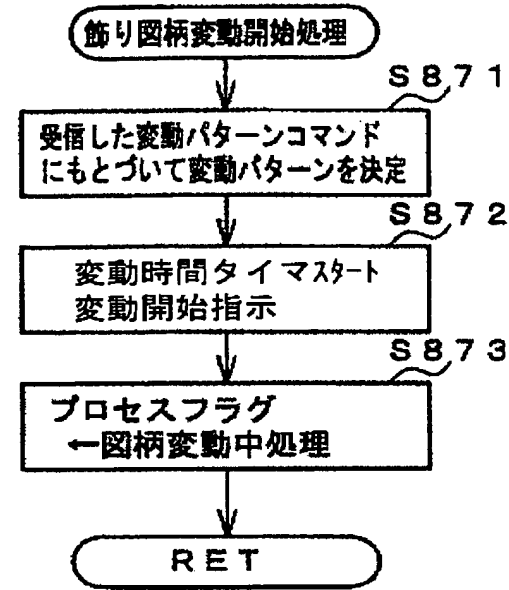 飾り図柄変動開始処理
S871
受信した変動パターンコマンド
にもとづいて変動パターンを決定
S872
変動時間タイマスタート
変動開始指示
S873
プロセスフラグ
←図柄変動中処理
RET